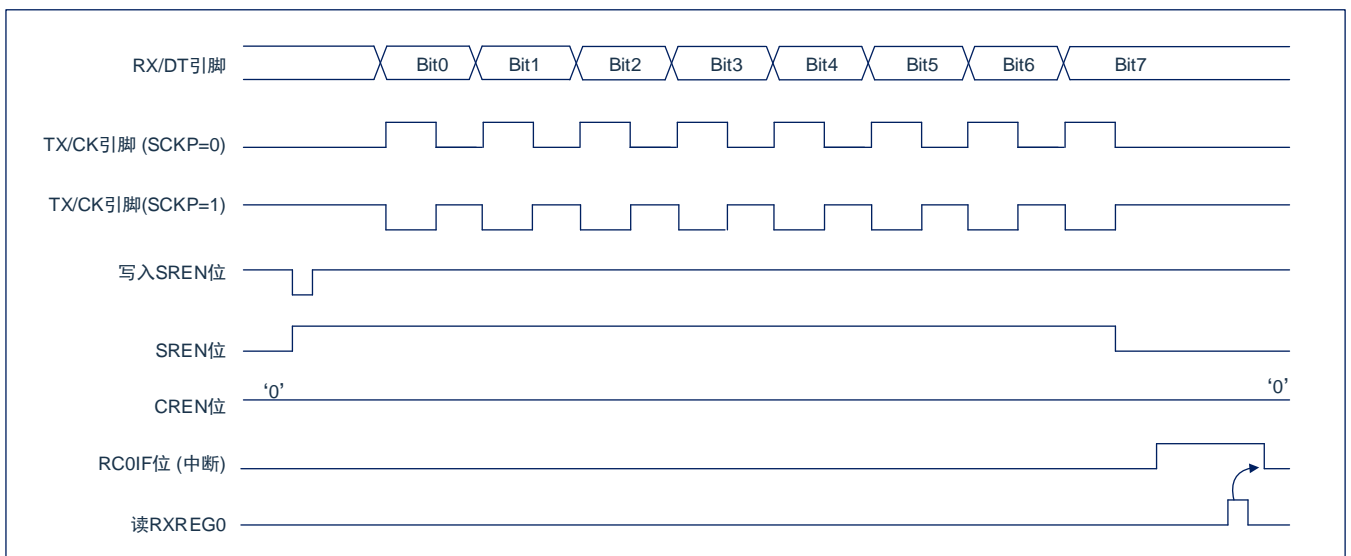 RX/DT引脚 Bit0 Bit1 Bit2 Bit3 Bit4 Bit5 Bit6 Bit7
TX/CK引脚 (SCKP=0)
TX/CK引脚(SCKP=1)
写入SREN位
SREN位
‘0’ ‘0’
CREN位
RC0IF位 (中断)
读RXREG0